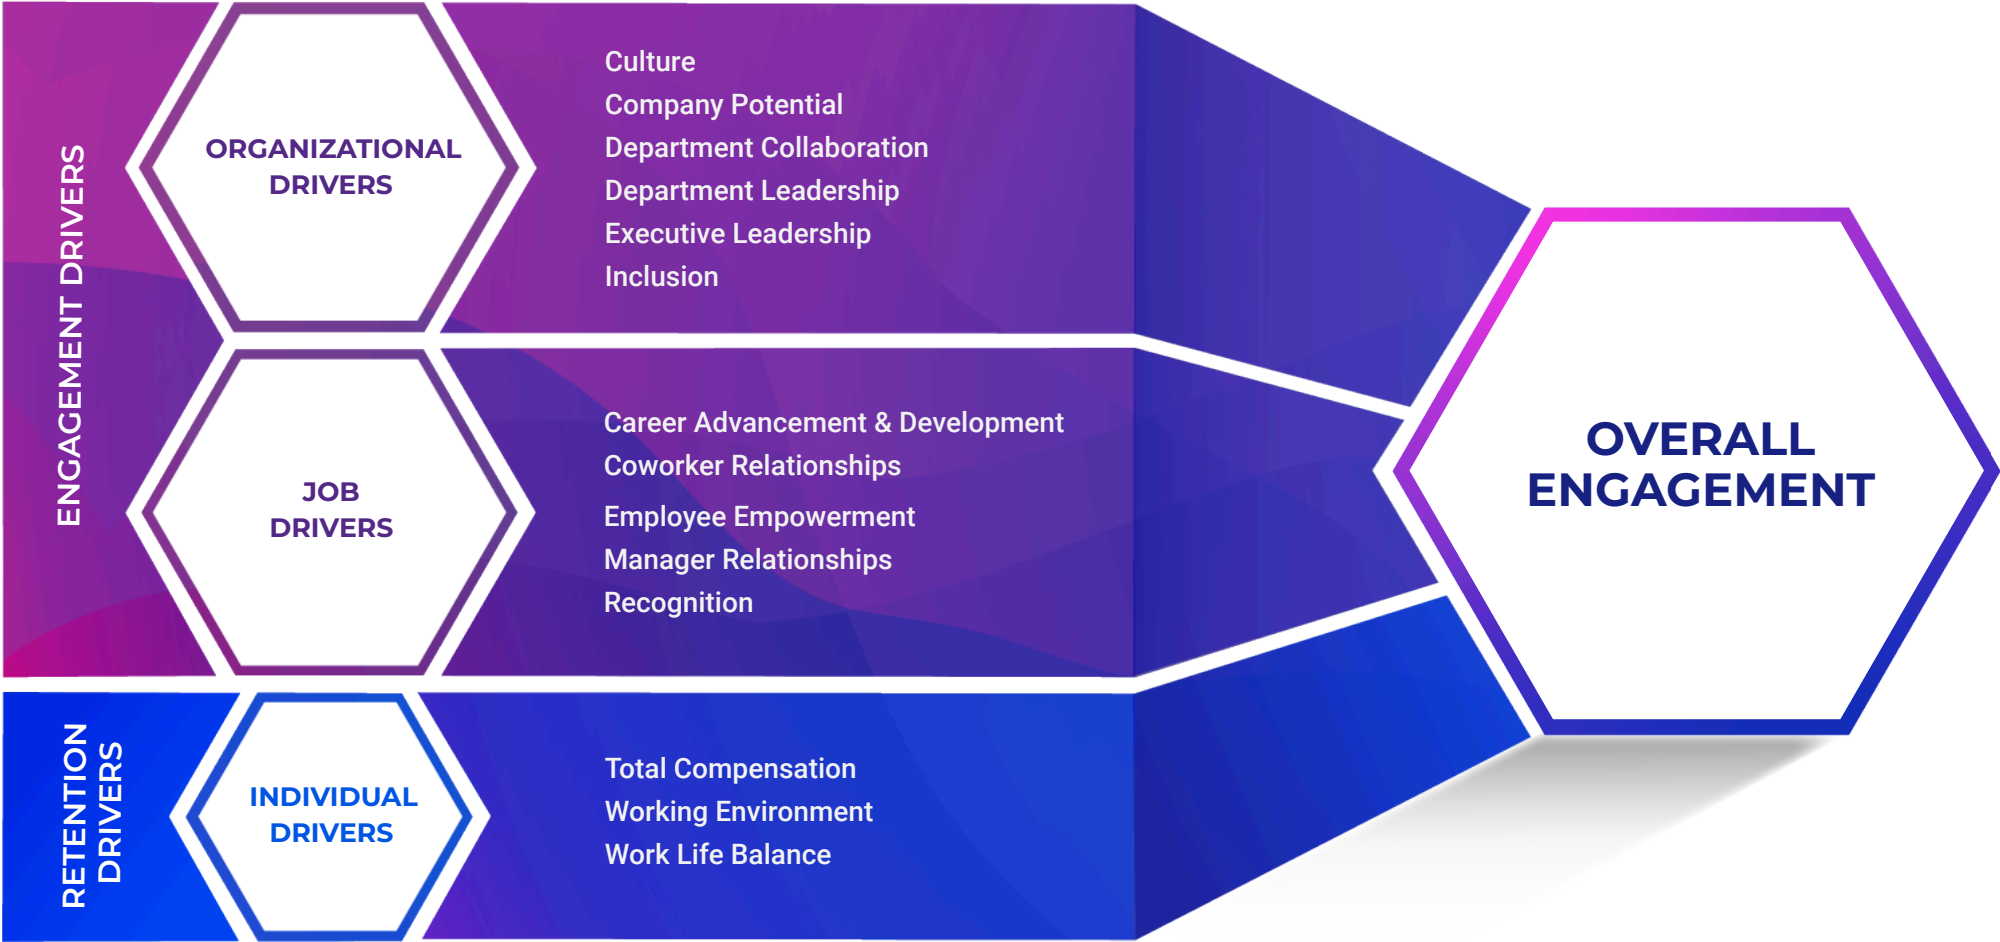 ENGAGEMENT DRIVERS
ORGANIZATIONAL
DRIVERS
Culture
Company Potential
Department Collaboration
Department Leadership
Executive Leadership
Inclusion
JOB
DRIVERS
Career Advancement & Development
Coworker Relationships
Employee Empowerment
Manager Relationships
Recognition
RETENTION
DRIVERS
INDIVIDUAL
DRIVERS
Total Compensation
Working Environment
Work Life Balance
OVERALL
ENGAGEMENT